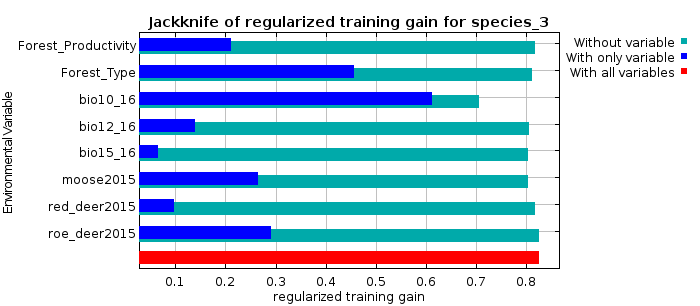 Jackknife of regularized training gain for species_3
Without variable
With only variable
With all variables
Environmental Variable
Forest_Productivity
Forest_Type
bio10_16
bio12_16
bio15_16
moose2015
red_deer2015
roe_deer2015
0.1 0.2 0.3 0.4 0.5 0.6 0.7 0.8
regularized training gain